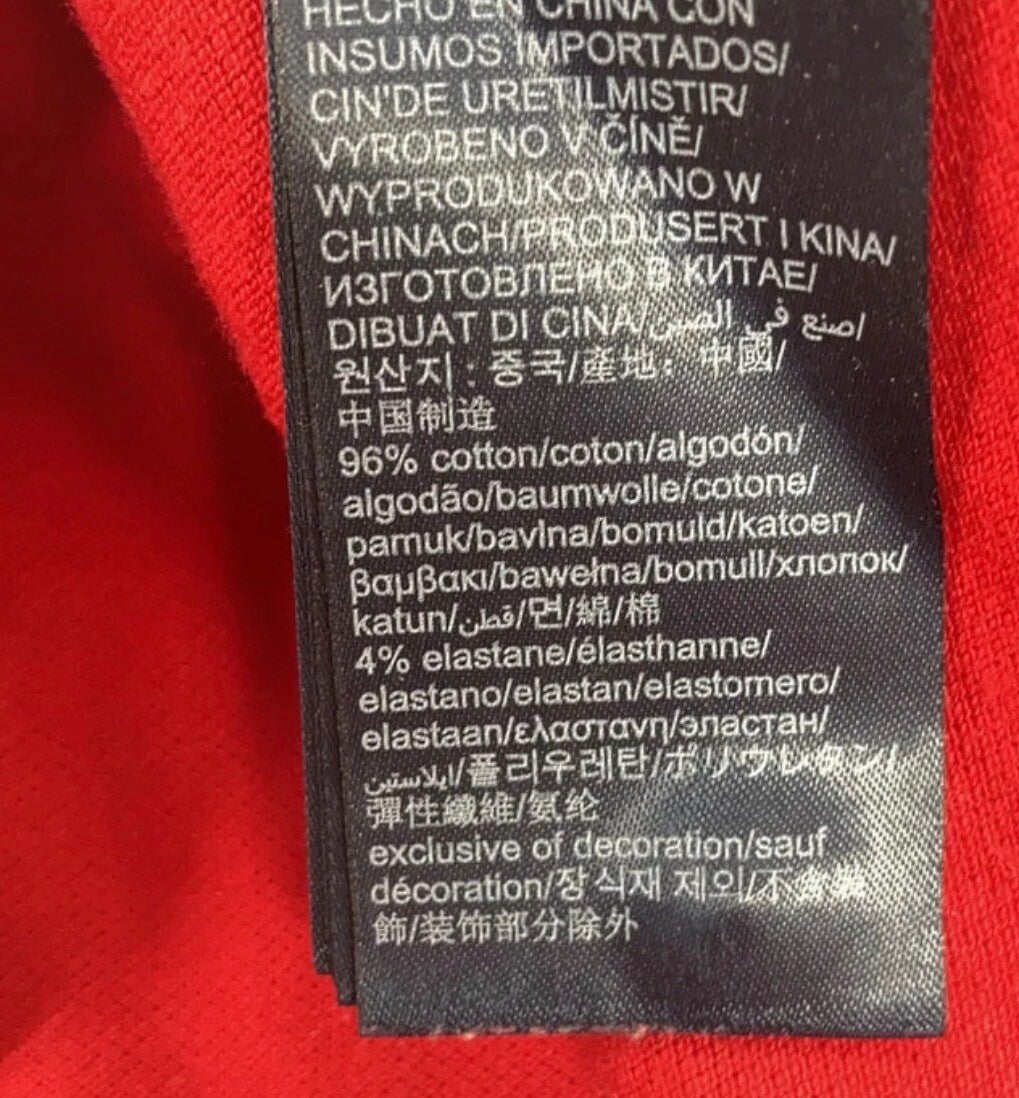 HECHO EN CHINA CON
INSUMOS IMPORTADOS/
CIN'DE URETILMISTIR/
VYROBENO V ČÍNĚ/
WYPRODUKOWANO W
CHINACH/PRODUSERT I KINA/
ИЗГОТОВЛЕНО В КИТАЕ/
DIBUAT DI CINA/اصنع في الصين
원산지 : 중국/產地：中國/
中国制造
96% cotton/coton/algodón/
algodão/baumwolle/cotone/
pamuk/bavlna/bomuld/katoen/
βαμβακι/bawełna/bomull/хлопок/
katun/قطن/면/綿/棉
4% elastane/élasthanne/
elastano/elastan/elastomero/
elastaan/ελαστανη/эластан/
ايلاستين/폴리우레탄/ポリウレタン/
彈性纖維/氨纶
exclusive of decoration/sauf
décoration/장식재 제외/不含裝
飾/装饰部分除外